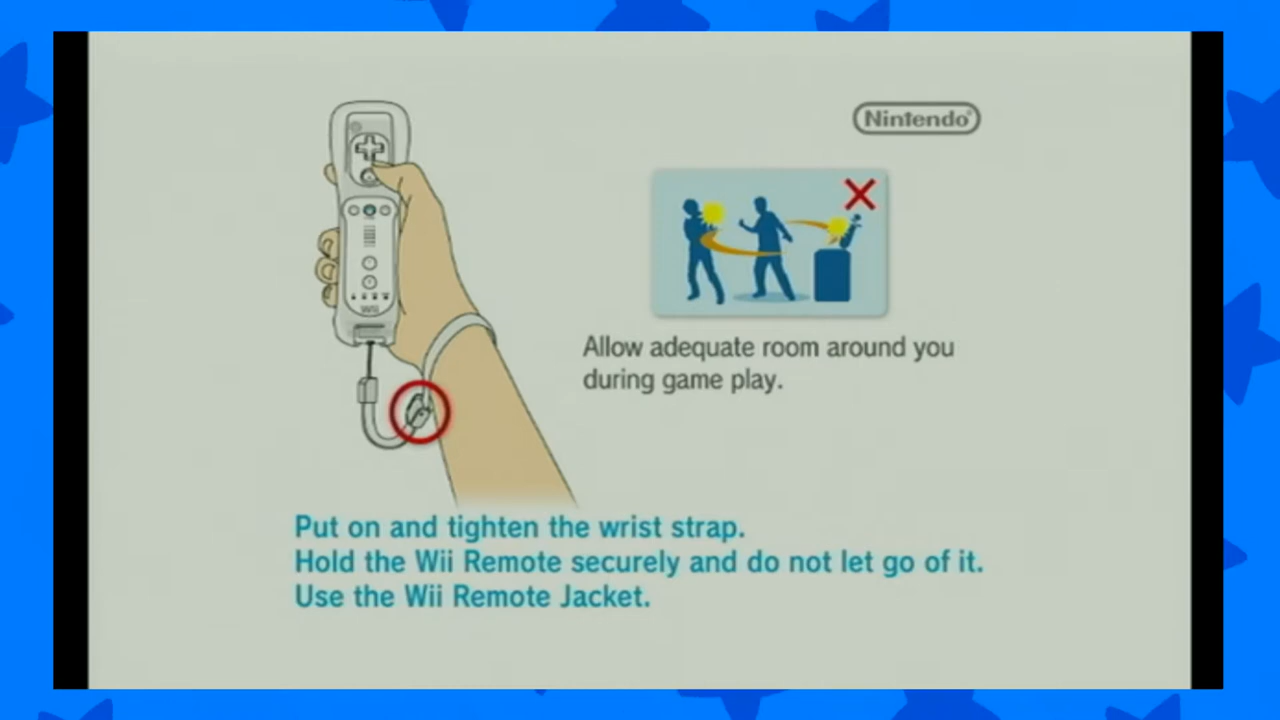 Nintendo®
Wii
Allow adequate room around you
during game play.
Put on and tighten the wrist strap.
Hold the Wii Remote securely and do not let go of it.
Use the Wii Remote Jacket.